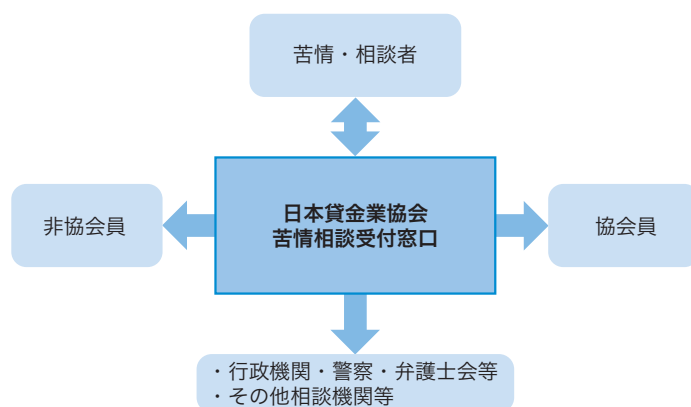 苦情・相談者
日本貸金業協会
苦情相談受付窓口
非協会員
協会員
・行政機関・警察・弁護士会等
・その他相談機関等